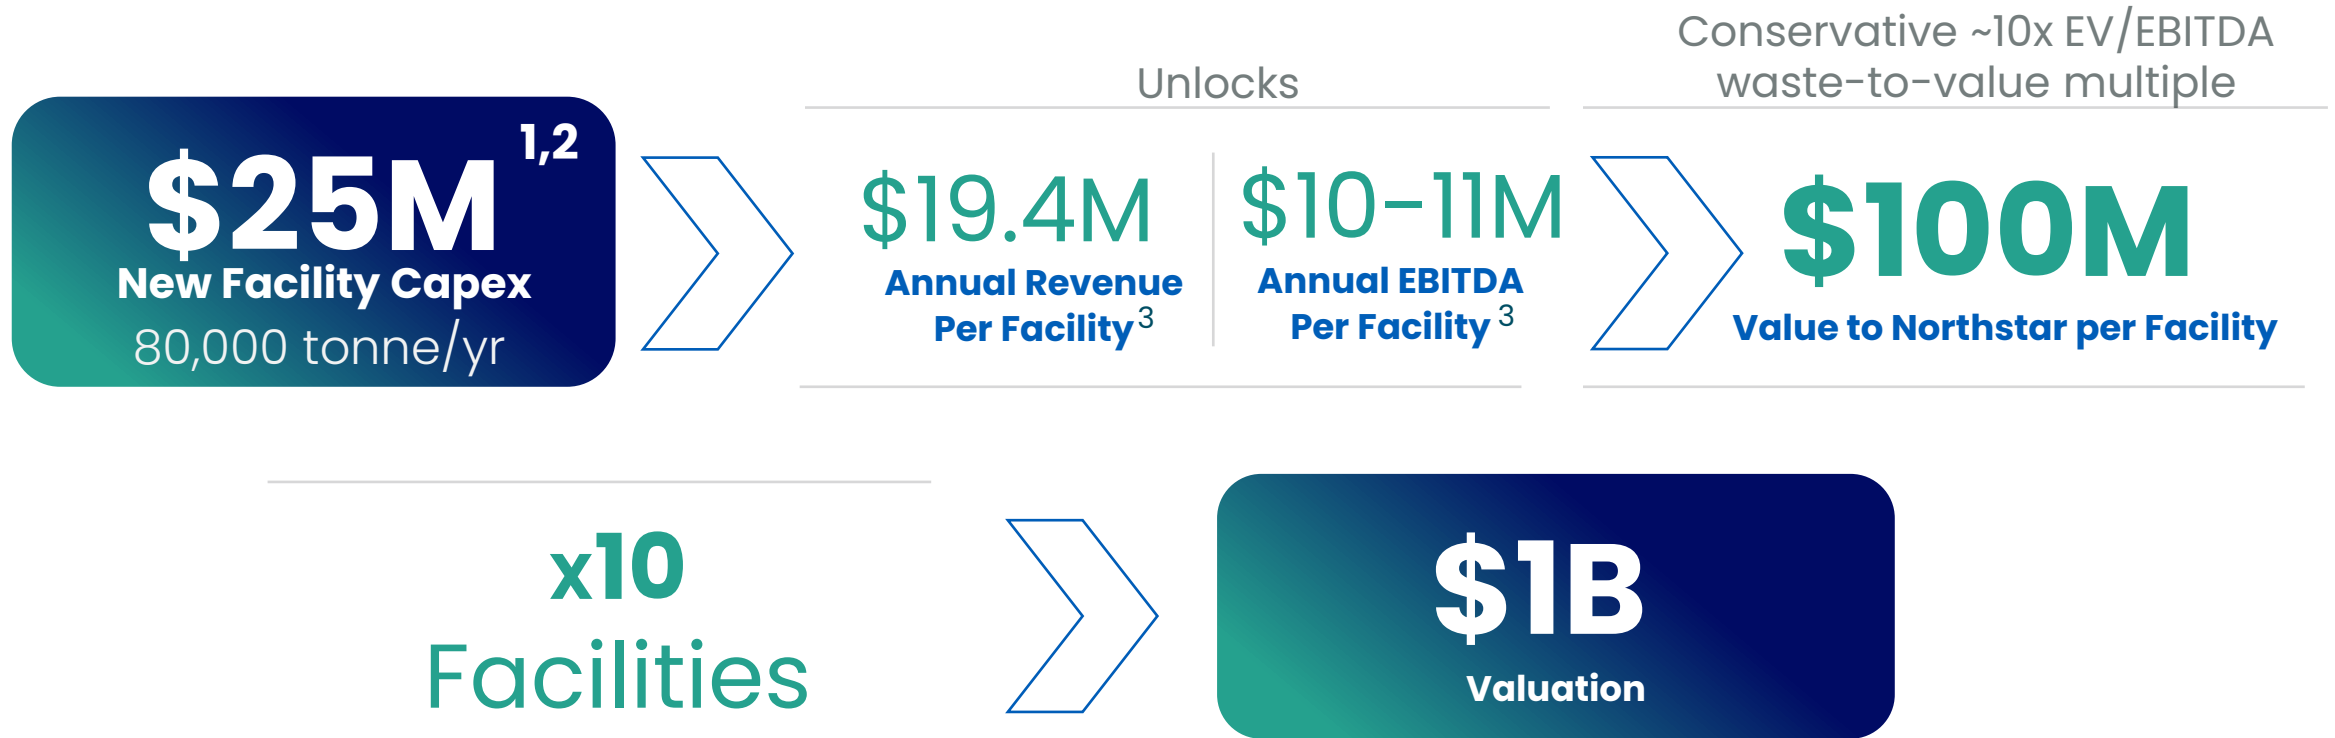 $25M 1,2
New Facility Capex
80,000 tonne/yr
Unlocks
$19.4M
Annual Revenue
Per Facility 3
$10-11M
Annual EBITDA
Per Facility 3
Conservative ~10x EV/EBITDA
waste-to-value multiple
$100M
Value to Northstar per Facility
x10
Facilities
$1B
Valuation